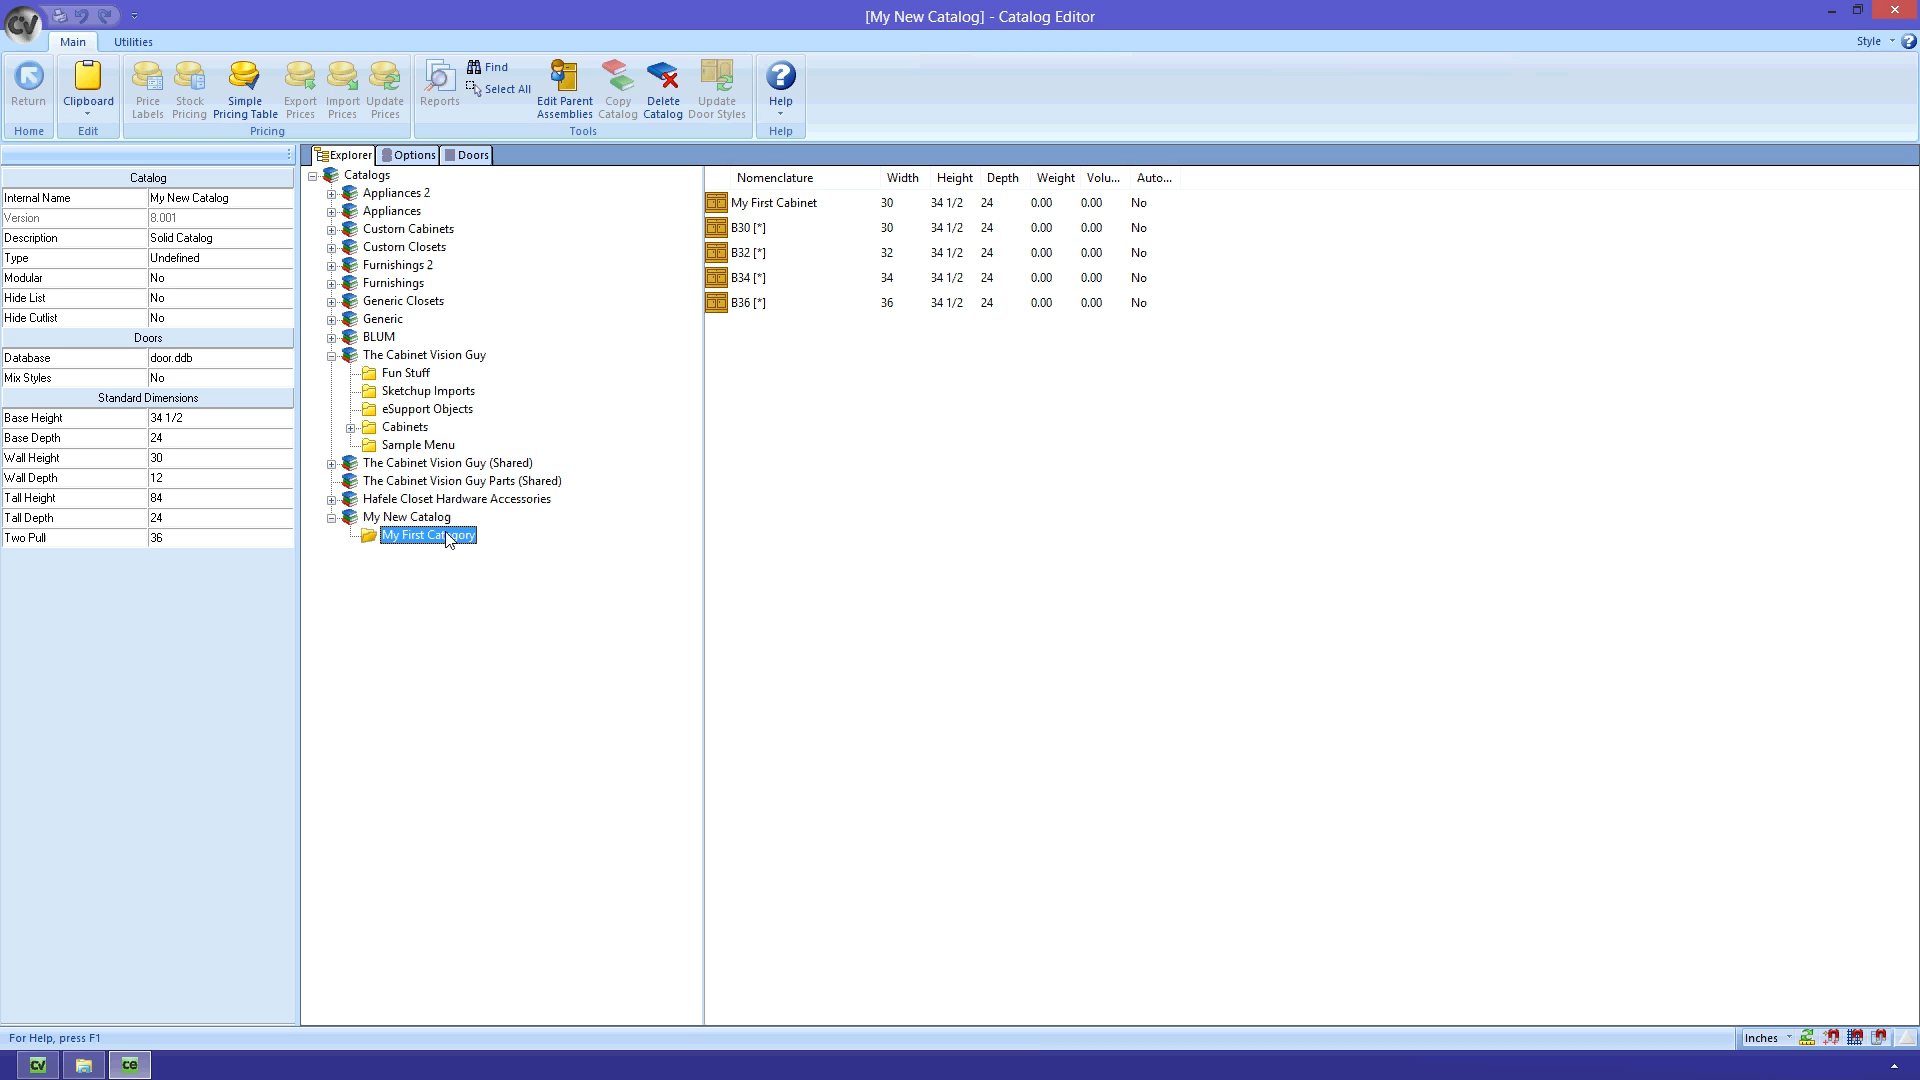 [My New Catalog] - Catalog Editor
Main Utilities
Style
Return
Clipboard
Price Labels
Stock Pricing
Simple Pricing Table
Export Prices
Import Prices
Update Prices
Reports
Find
Select All
Edit Parent Assemblies
Copy Catalog
Delete Catalog
Update Door Styles
Help
Home Edit Pricing Tools Help
Explorer Options Doors
Catalog
Internal Name My New Catalog
Version 8.001
Description Solid Catalog
Type Undefined
Modular No
Hide List No
Hide Cutlist No
Doors
Database door.ddb
Mix Styles No
Standard Dimensions
Base Height 34 1/2
Base Depth 24
Wall Height 30
Wall Depth 12
Tall Height 84
Tall Depth 24
Two Pull 36
Catalogs
Appliances 2
Appliances
Custom Cabinets
Custom Closets
Furnishings 2
Furnishings
Generic Closets
Generic
BLUM
The Cabinet Vision Guy
Fun Stuff
Sketchup Imports
eSupport Objects
Cabinets
Sample Menu
The Cabinet Vision Guy (Shared)
The Cabinet Vision Guy Parts (Shared)
Hafele Closet Hardware Accessories
My New Catalog
My First Category
Nomenclature Width Height Depth Weight Volu... Auto...
My First Cabinet 30 34 1/2 24 0.00 0.00 No
B30 [*] 30 34 1/2 24 0.00 0.00 No
B32 [*] 32 34 1/2 24 0.00 0.00 No
B34 [*] 34 34 1/2 24 0.00 0.00 No
B36 [*] 36 34 1/2 24 0.00 0.00 No
For Help, press F1
Inches
cv
ce